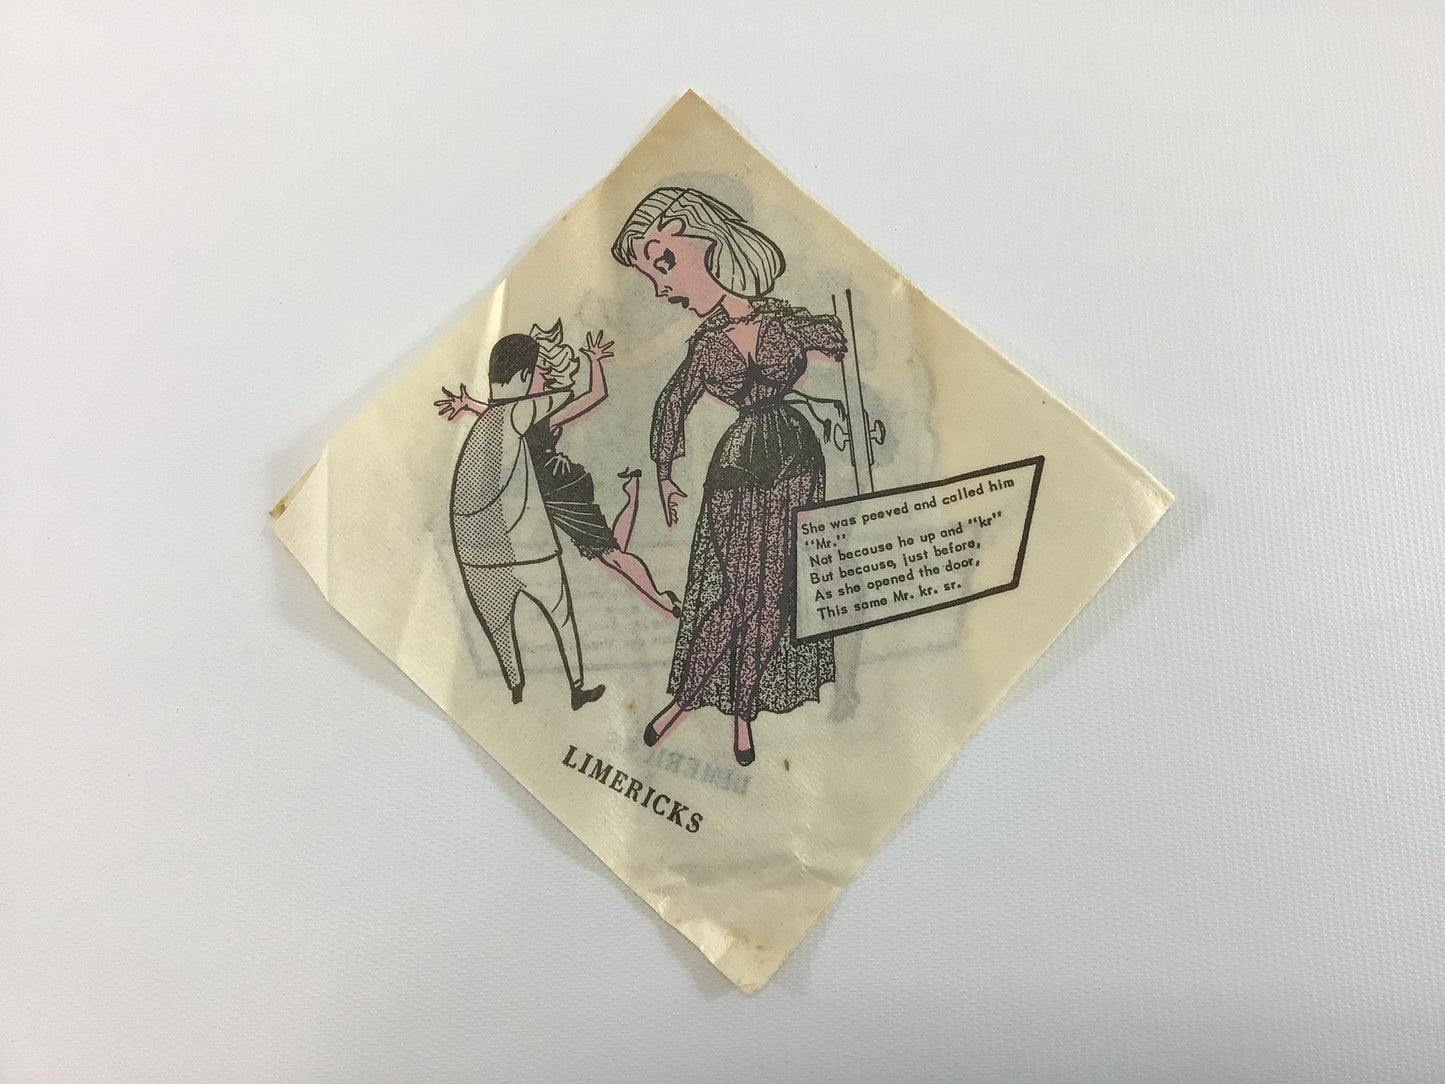 She was peeved and called him
"Mr."
Not because he up and "kr"
But because, just before,
As she opened the door,
This same Mr. kr. sr.
LIMERICKS